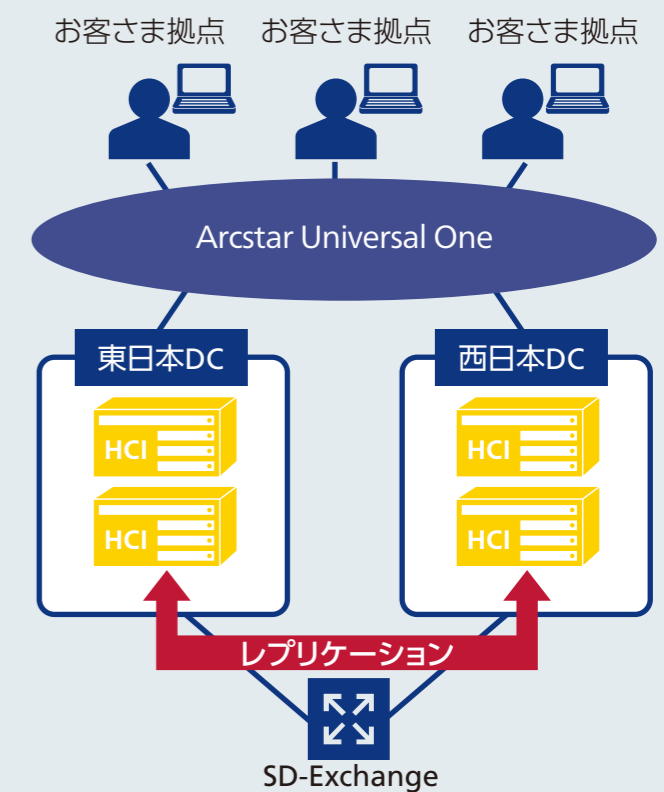 お客さま拠点 お客さま拠点 お客さま拠点
Arcstar Universal One
東日本DC 西日本DC
HCI HCI
HCI HCI
レプリケーション
SD-Exchange